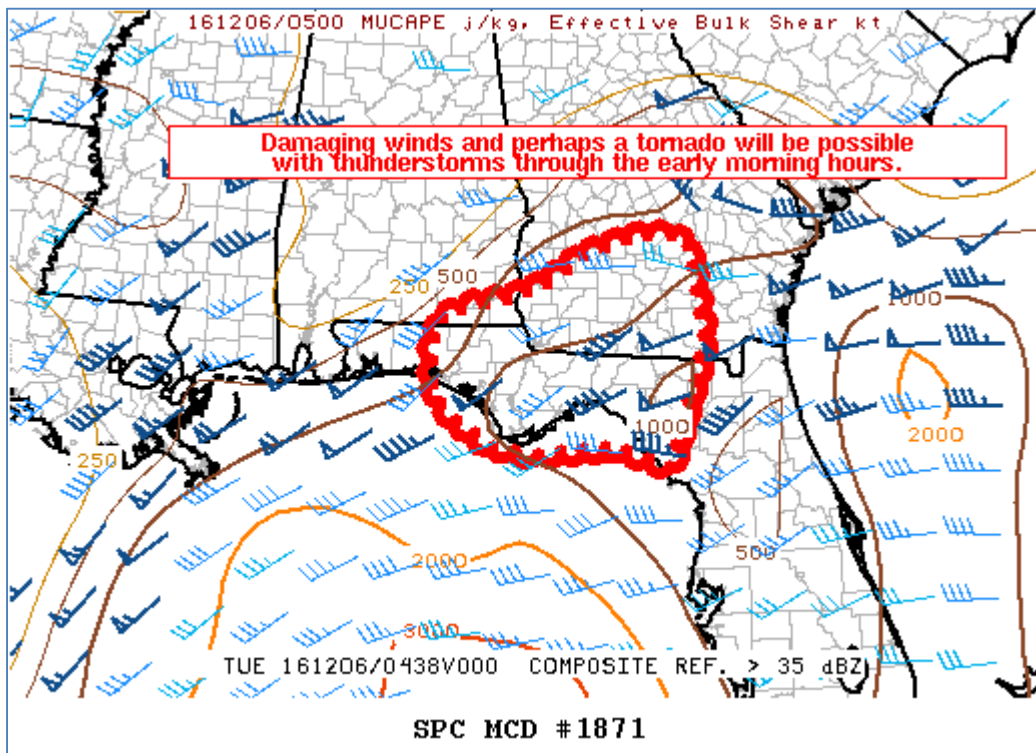 161206/0500 MUCAPE j/kg, Effective Bulk Shear kt
Damaging winds and perhaps a tornado will be possible
with thunderstorms through the early morning hours.
500
250
1000
2000
1000
250
500
2000
3000
TUE 161206/0438V000 COMPOSITE REF. > 35 dBZ
SPC MCD #1871